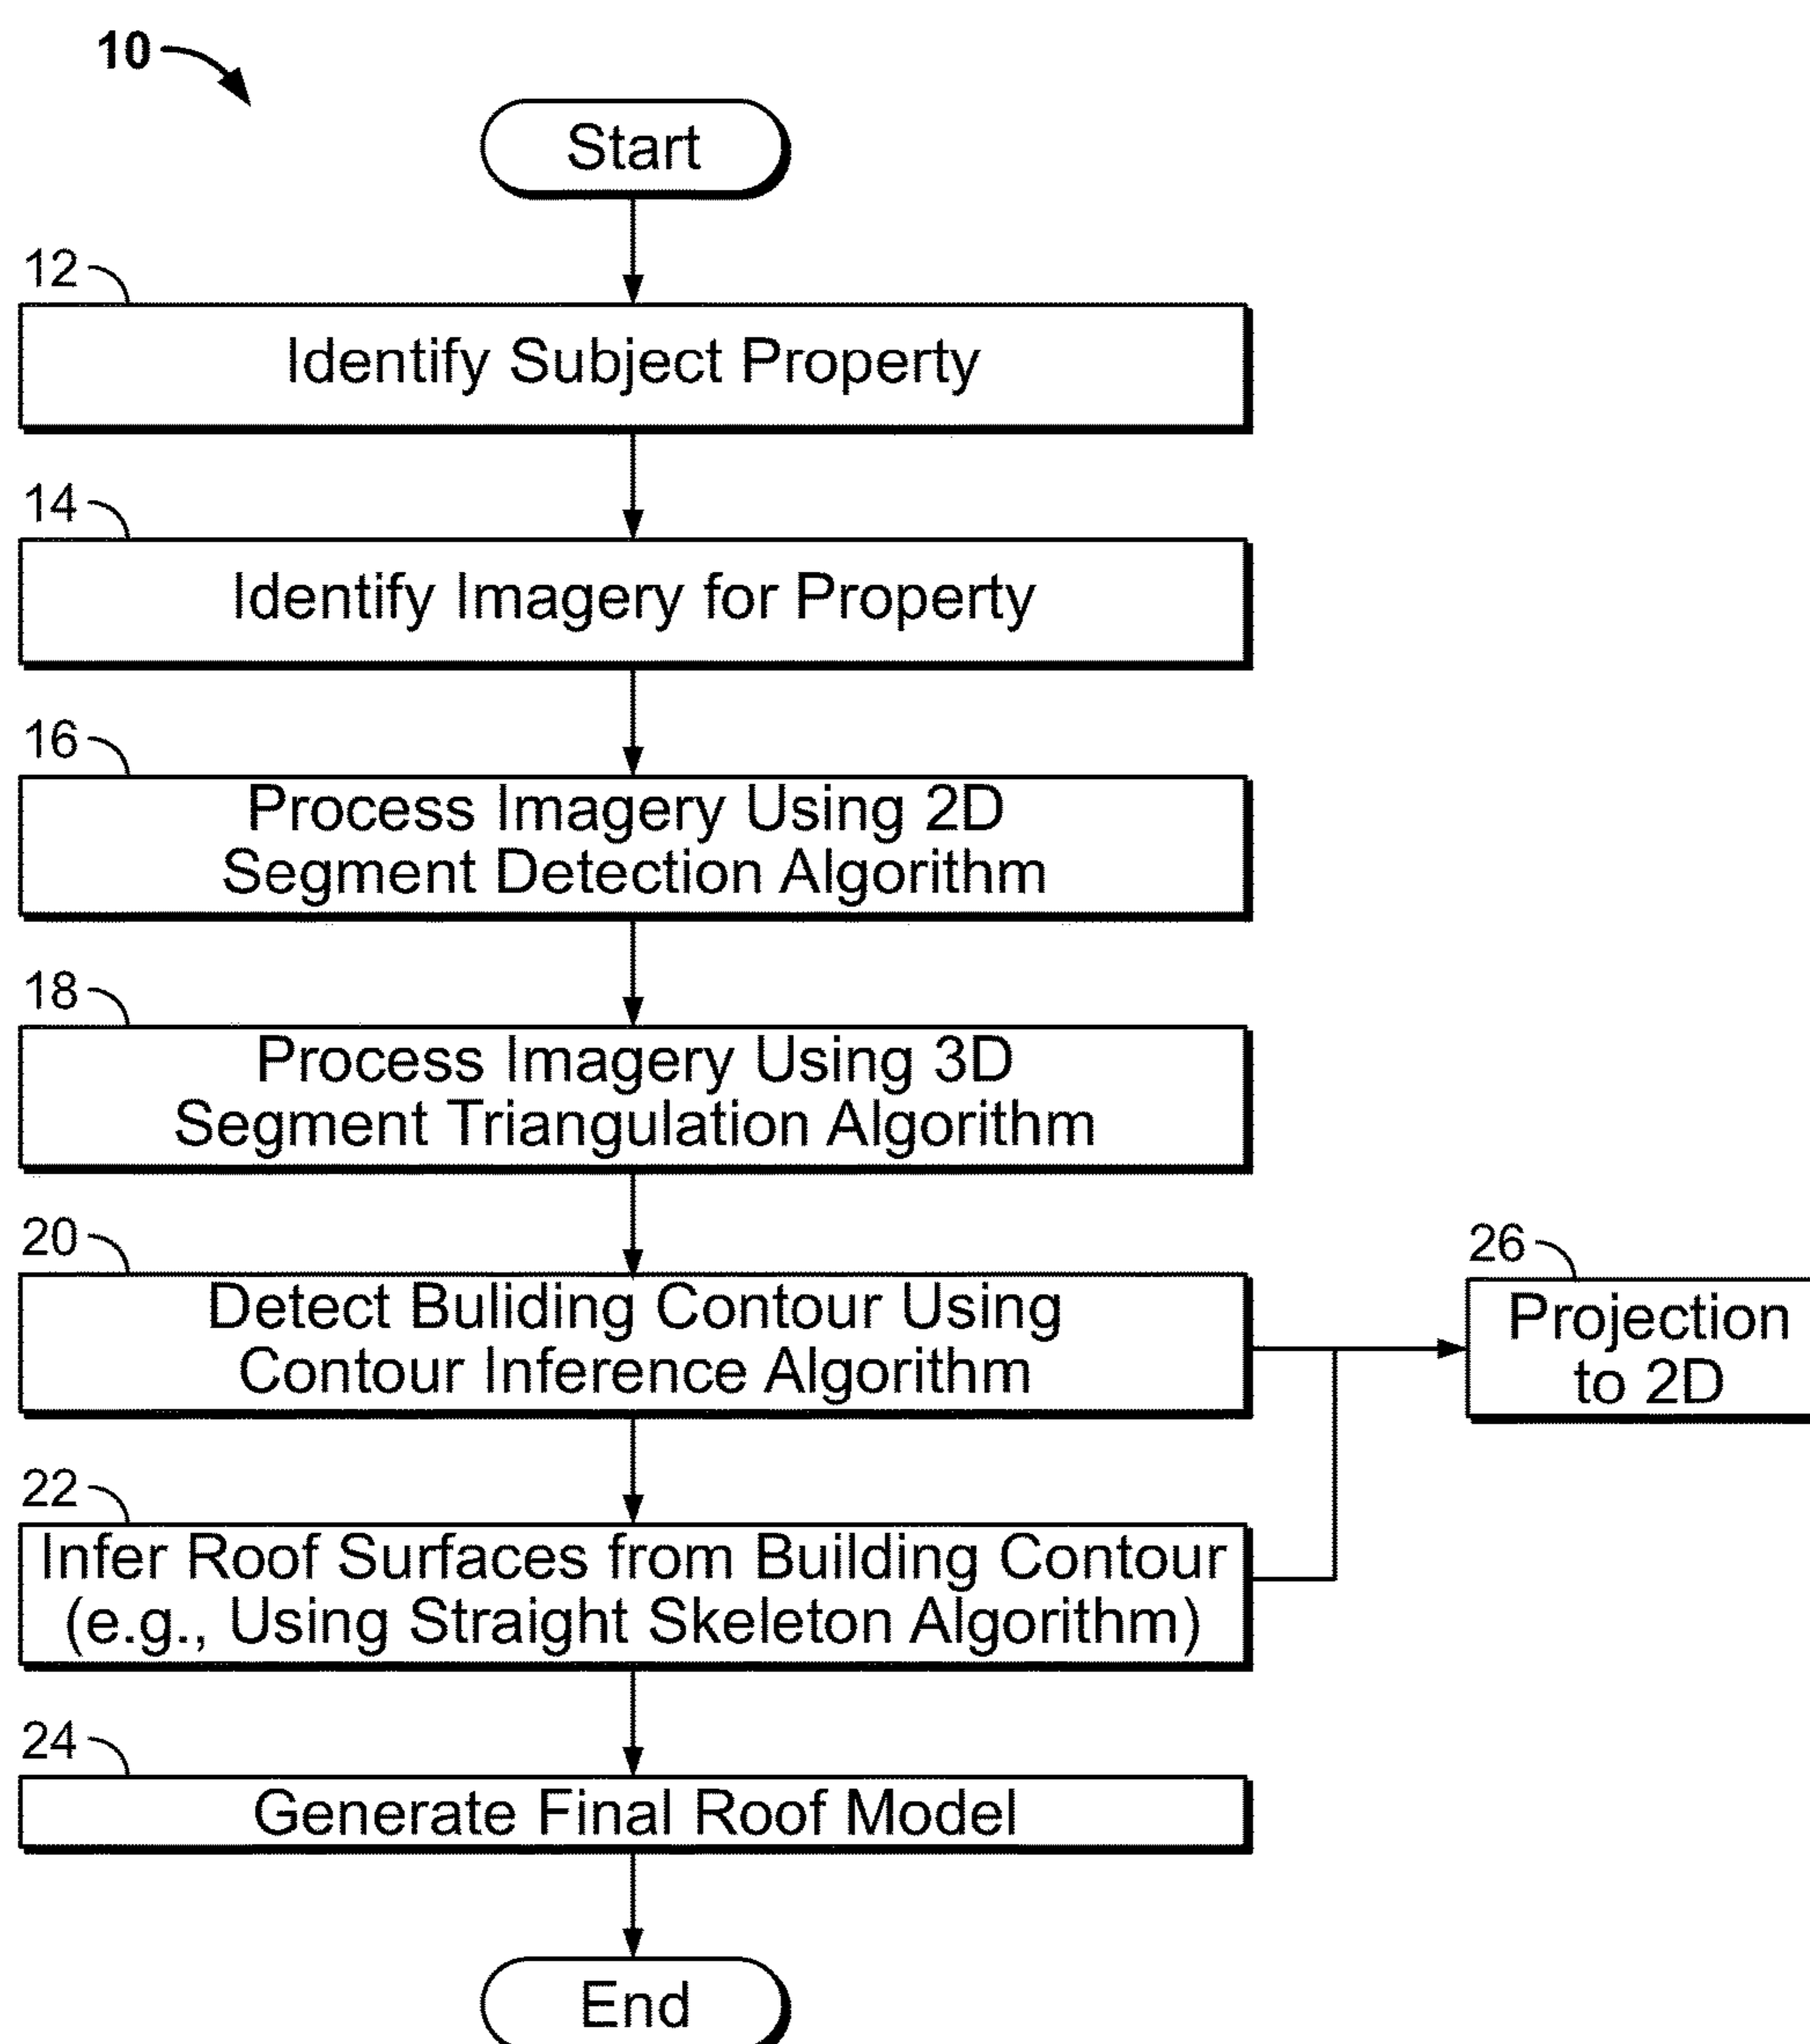 10
Start
12
Identify Subject Property
14
Identify Imagery for Property
16
Process Imagery Using 2D
Segment Detection Algorithm
18
Process Imagery Using 3D
Segment Triangulation Algorithm
20
Detect Buliding Contour Using
Contour Inference Algorithm
26
Projection
to 2D
22
Infer Roof Surfaces from Building Contour
(e.g., Using Straight Skeleton Algorithm)
24
Generate Final Roof Model
End